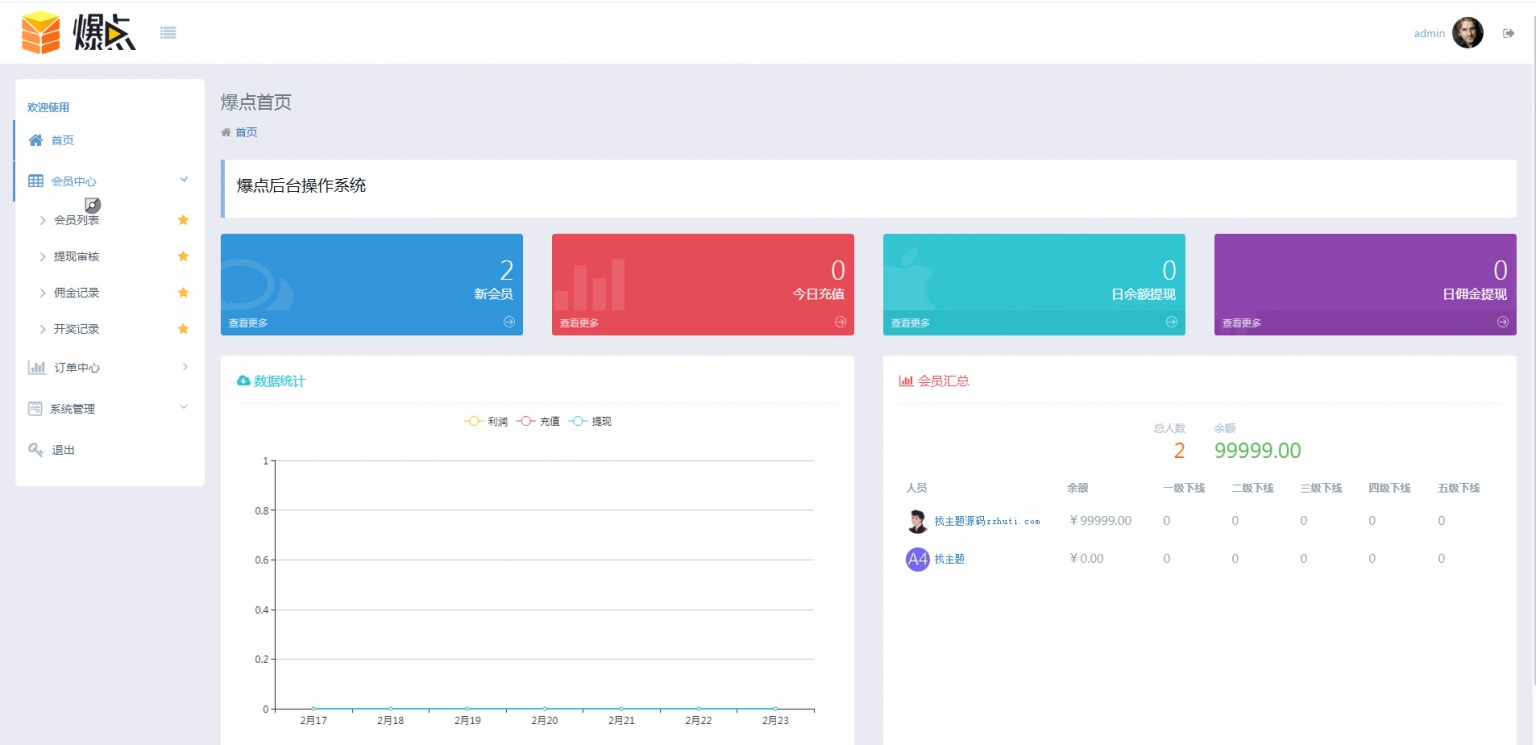 爆点
admin
欢迎使用
首页
会员中心
会员列表
提现审核
佣金记录
开奖记录
订单中心
系统管理
退出
爆点首页
首页
爆点后台操作系统
2
新会员
查看更多
0
今日充值
查看更多
0
日余额提现
查看更多
0
日佣金提现
查看更多
数据统计
利润 充值 提现
1
0.8
0.6
0.4
0.2
0
2月17 2月18 2月19 2月20 2月21 2月22 2月23
会员汇总
总人数 余额
2 99999.00
人员 余额 一级下线 二级下线 三级下线 四级下线 五级下线
找主题源码zzhuti.com ￥99999.00 0 0 0 0 0
A4 找主题 ￥0.00 0 0 0 0 0